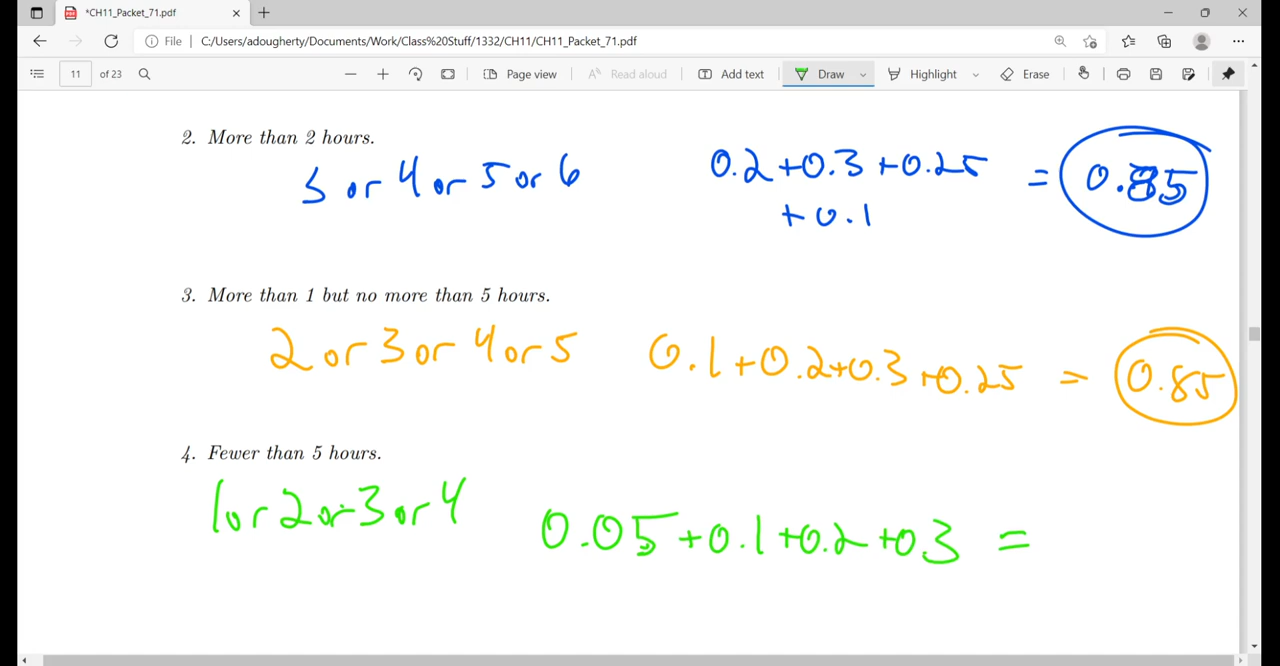 *CH11_Packet_71.pdf
File C:/Users/adougherty/Documents/Work/Class%20Stuff/1332/CH11/CH11_Packet_71.pdf
11 of 23 Page view Read aloud Add text Draw Highlight Erase
2. More than 2 hours.
3 or 4 or 5 or 6 0.2+0.3+0.25 = 0.85
+0.1
3. More than 1 but no more than 5 hours.
2 or 3 or 4 or 5 0.1+0.2+0.3+0.25 = 0.85
4. Fewer than 5 hours.
1 or 2 or 3 or 4 0.05+0.1+0.2+0 3 =